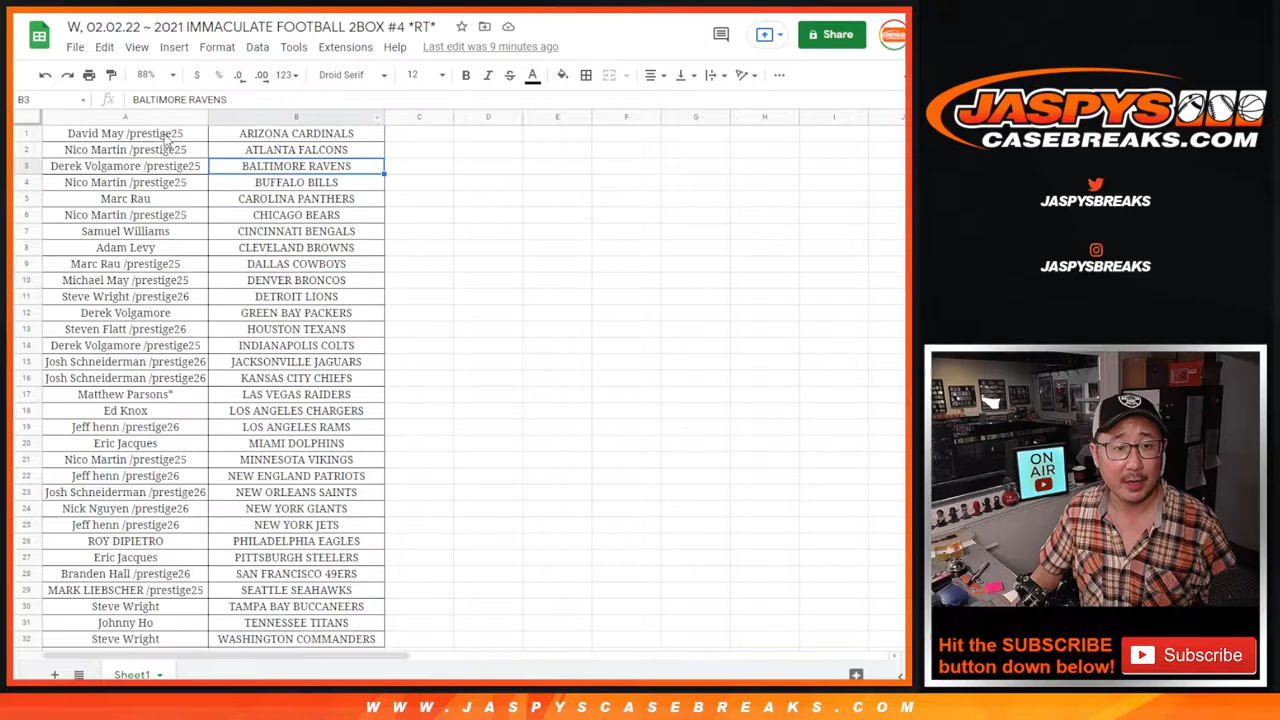 W, 02.02.22 ~ 2021 IMMACULATE FOOTBALL 2BOX #4 *RT*
File Edit View Insert Format Data Tools Extensions Help Last edit was 9 minutes ago
Share
88% $ % .0 .00 123 Droid Serif 12 B I S A
B3 fx BALTIMORE RAVENS
A B C D E F G H I J
1 David May /prestige25 ARIZONA CARDINALS
2 Nico Martin /prestige25 ATLANTA FALCONS
3 Derek Volgamore /prestige25 BALTIMORE RAVENS
4 Nico Martin /prestige25 BUFFALO BILLS
5 Marc Rau CAROLINA PANTHERS
6 Nico Martin /prestige25 CHICAGO BEARS
7 Samuel Williams CINCINNATI BENGALS
8 Adam Levy CLEVELAND BROWNS
9 Marc Rau /prestige25 DALLAS COWBOYS
10 Michael May /prestige25 DENVER BRONCOS
11 Steve Wright /prestige26 DETROIT LIONS
12 Derek Volgamore GREEN BAY PACKERS
13 Steven Flatt /prestige26 HOUSTON TEXANS
14 Derek Volgamore /prestige25 INDIANAPOLIS COLTS
15 Josh Schneiderman /prestige26 JACKSONVILLE JAGUARS
16 Josh Schneiderman /prestige26 KANSAS CITY CHIEFS
17 Matthew Parsons* LAS VEGAS RAIDERS
18 Ed Knox LOS ANGELES CHARGERS
19 Jeff henn /prestige26 LOS ANGELES RAMS
20 Eric Jacques MIAMI DOLPHINS
21 Nico Martin /prestige25 MINNESOTA VIKINGS
22 Jeff henn /prestige26 NEW ENGLAND PATRIOTS
23 Josh Schneiderman /prestige26 NEW ORLEANS SAINTS
24 Nick Nguyen /prestige26 NEW YORK GIANTS
25 Jeff henn /prestige26 NEW YORK JETS
26 ROY DIPIETRO PHILADELPHIA EAGLES
27 Eric Jacques PITTSBURGH STEELERS
28 Branden Hall /prestige26 SAN FRANCISCO 49ERS
29 MARK LIEBSCHER /prestige25 SEATTLE SEAHAWKS
30 Steve Wright TAMPA BAY BUCCANEERS
31 Johnny Ho TENNESSEE TITANS
32 Steve Wright WASHINGTON COMMANDERS
Sheet1
JASPYS
CASEBREAKS.COM
JASPYSBREAKS
JASPYSBREAKS
ON
AIR
Hit the SUBSCRIBE
button down below!
Subscribe
WWW.JASPYSCASEBREAKS.COM